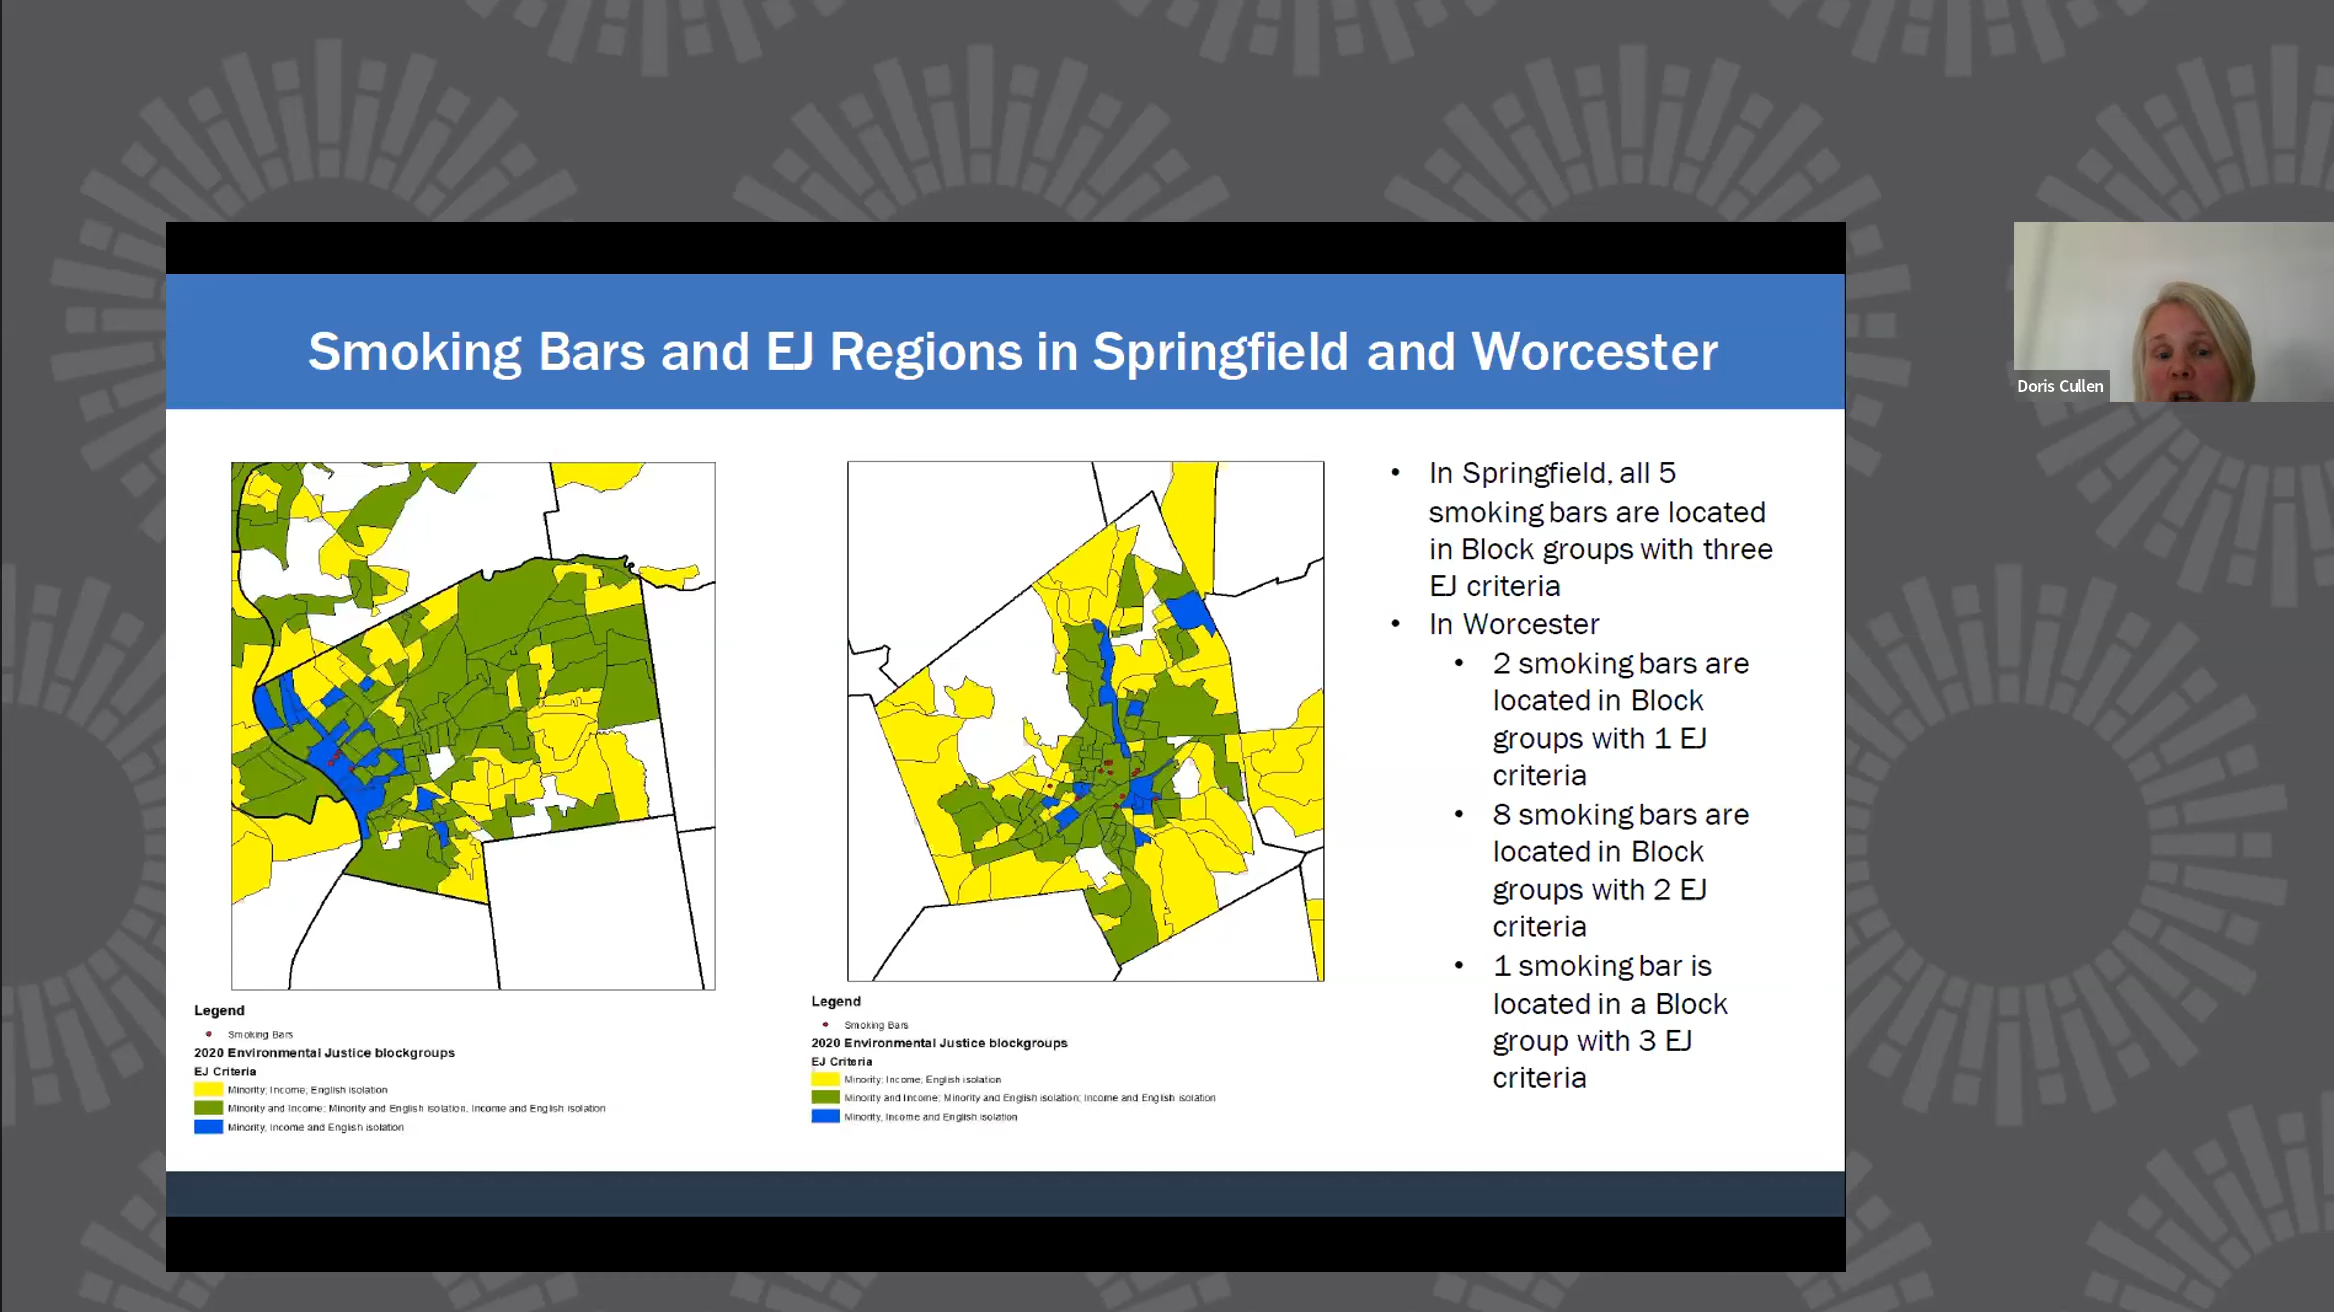 Smoking Bars and EJ Regions in Springfield and Worcester
Doris Cullen
• In Springfield, all 5
smoking bars are located
in Block groups with three
EJ criteria
• In Worcester
• 2 smoking bars are
located in Block
groups with 1 EJ
criteria
• 8 smoking bars are
located in Block
groups with 2 EJ
criteria
• 1 smoking bar is
located in a Block
group with 3 EJ
criteria
Legend
Smoking Bars
2020 Environmental Justice blockgroups
EJ Criteria
Minority; Income; English isolation
Minority and Income; Minority and English isolation, Income and English isolation
Minority, Income and English isolation
Legend
Smoking Bars
2020 Environmental Justice blockgroups
EJ Criteria
Minority; Income; English isolation
Minority and Income; Minority and English isolation; Income and English isolation
Minority, Income and English isolation